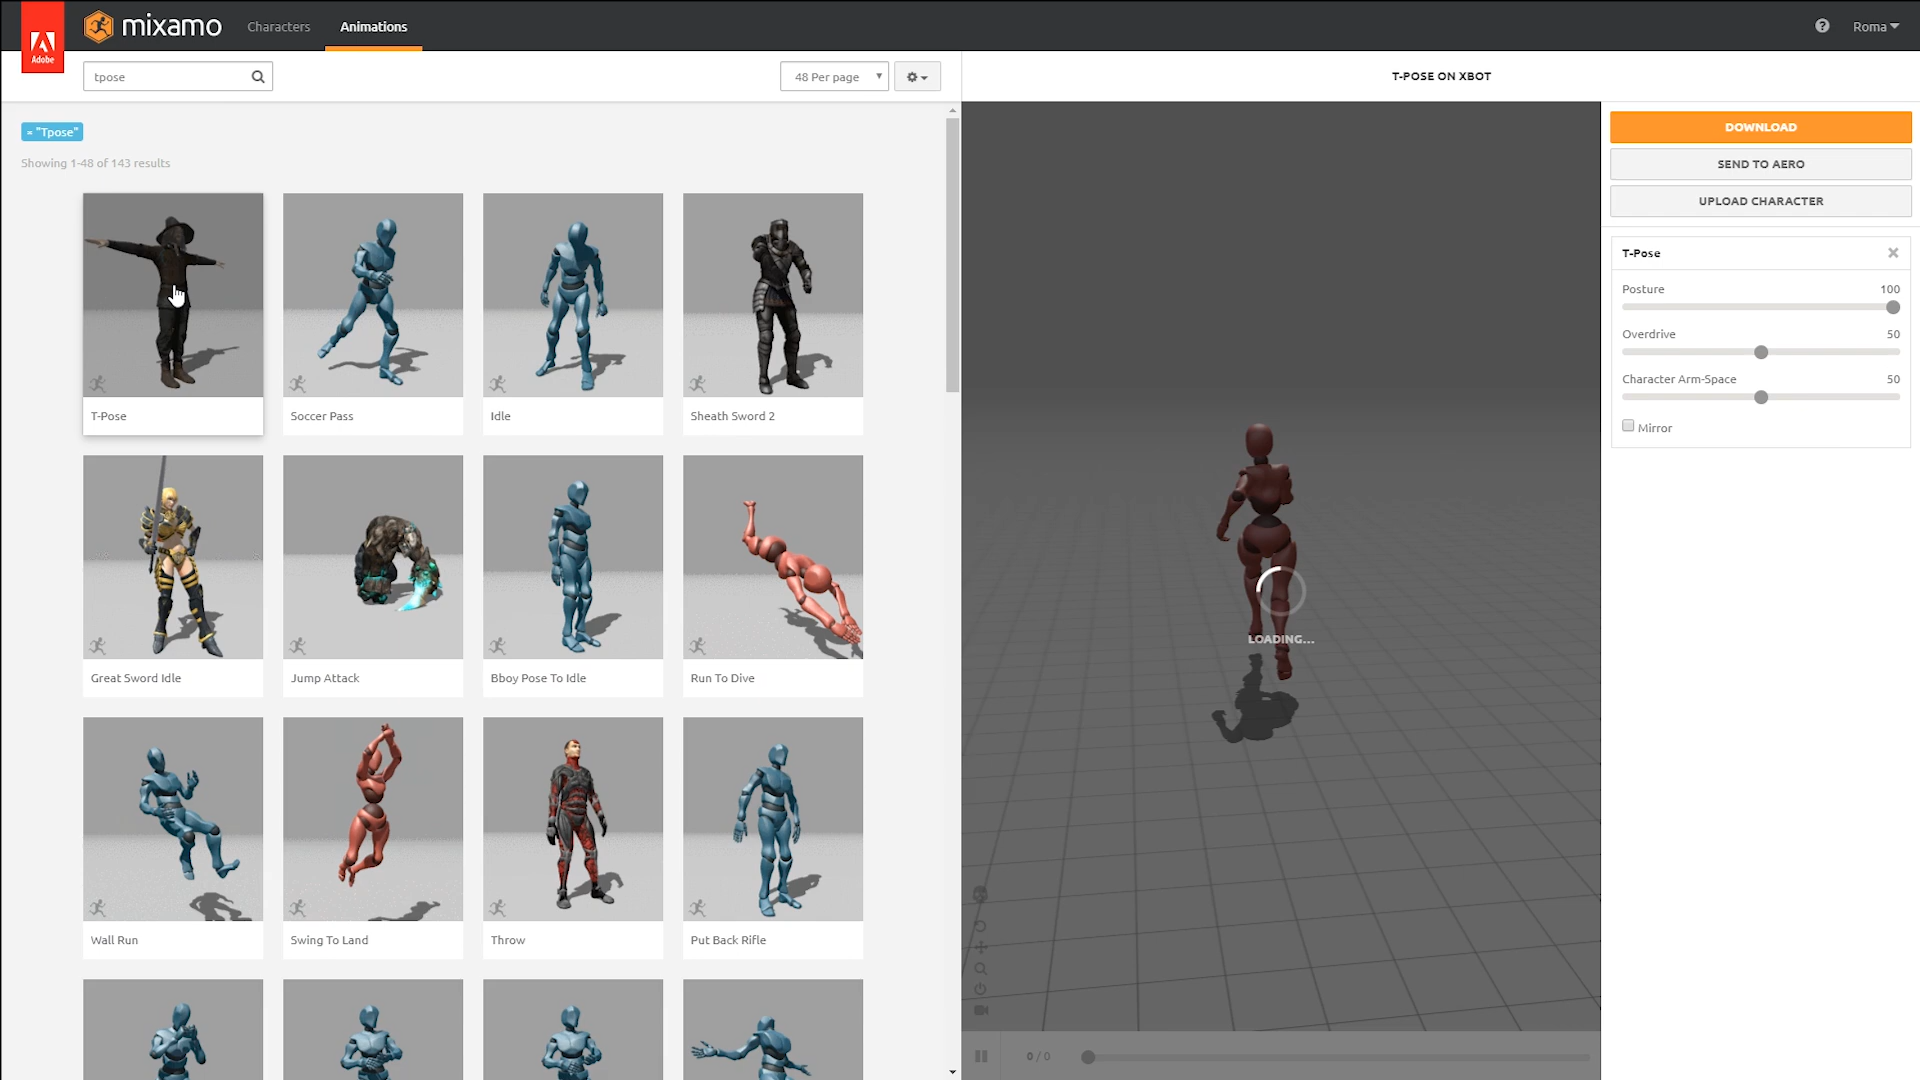 Adobe
mixamo
Characters
Animations
Roma
tpose
48 Per page
T-POSE ON XBOT
× "Tpose"
Showing 1-48 of 143 results
T-Pose
Soccer Pass
Idle
Sheath Sword 2
Great Sword Idle
Jump Attack
Bboy Pose To Idle
Run To Dive
Wall Run
Swing To Land
Throw
Put Back Rifle
LOADING...
0 / 0
DOWNLOAD
SEND TO AERO
UPLOAD CHARACTER
T-Pose
Posture 100
Overdrive 50
Character Arm-Space 50
Mirror